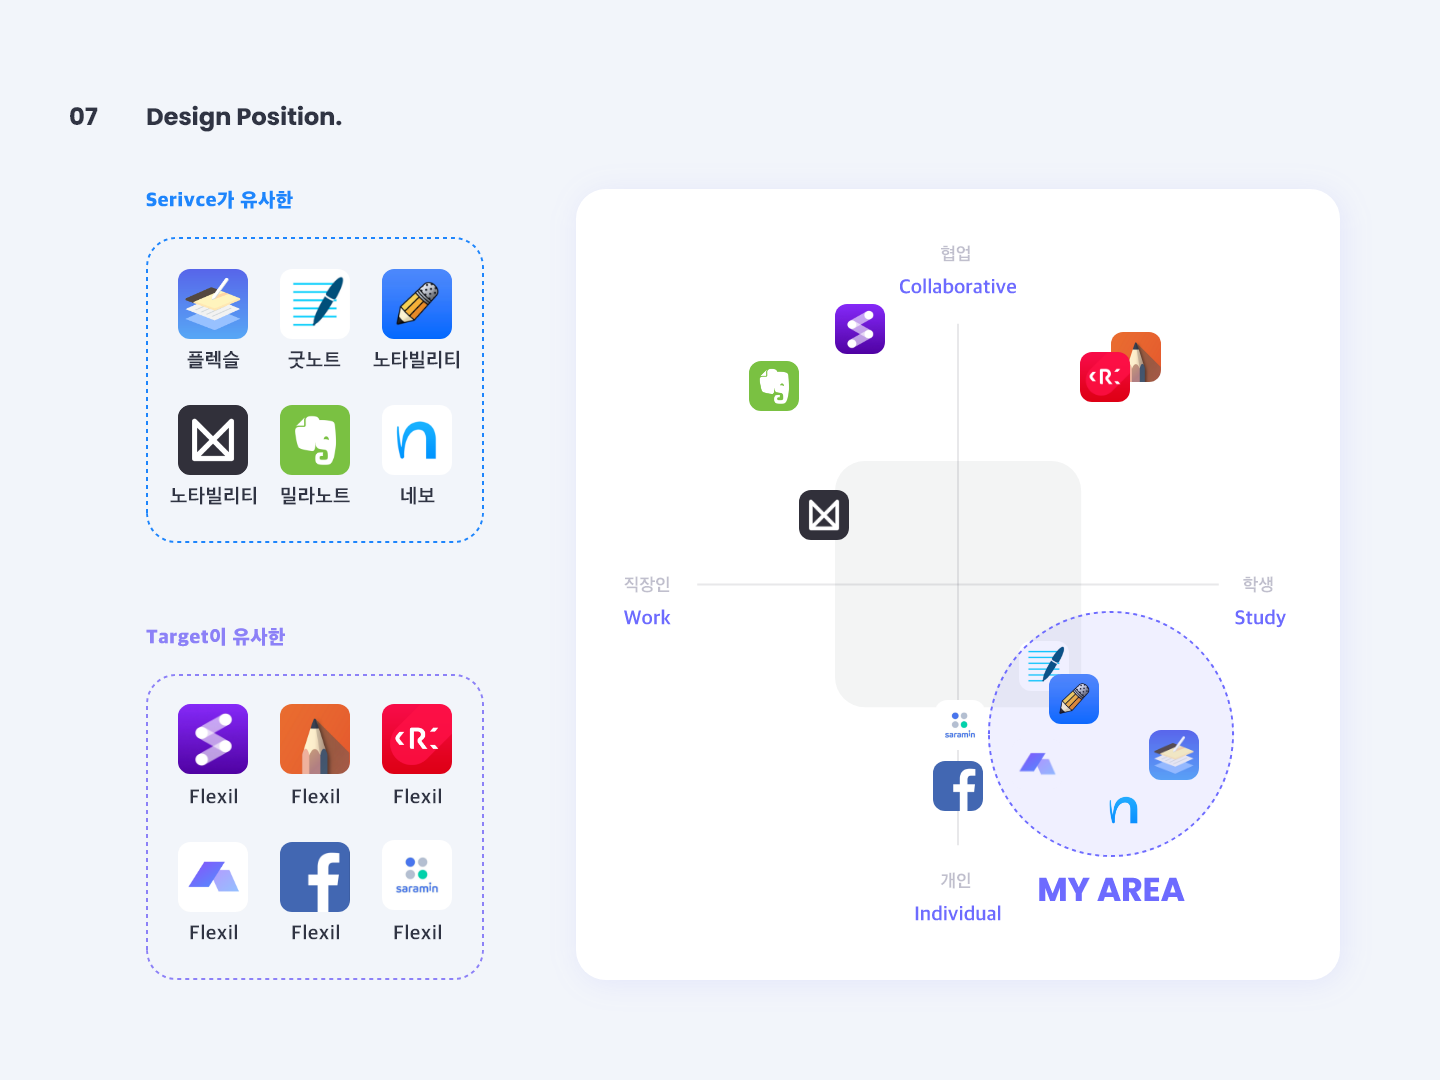 07 Design Position.
Serivce가 유사한
플렉슬 굿노트 노타빌리티
노타빌리티 밀라노트 네보
Target이 유사한
R
Flexil Flexil Flexil
saramin
Flexil Flexil Flexil
협업
Collaborative
R
직장인
Work
학생
Study
saramin
개인
Individual
MY AREA